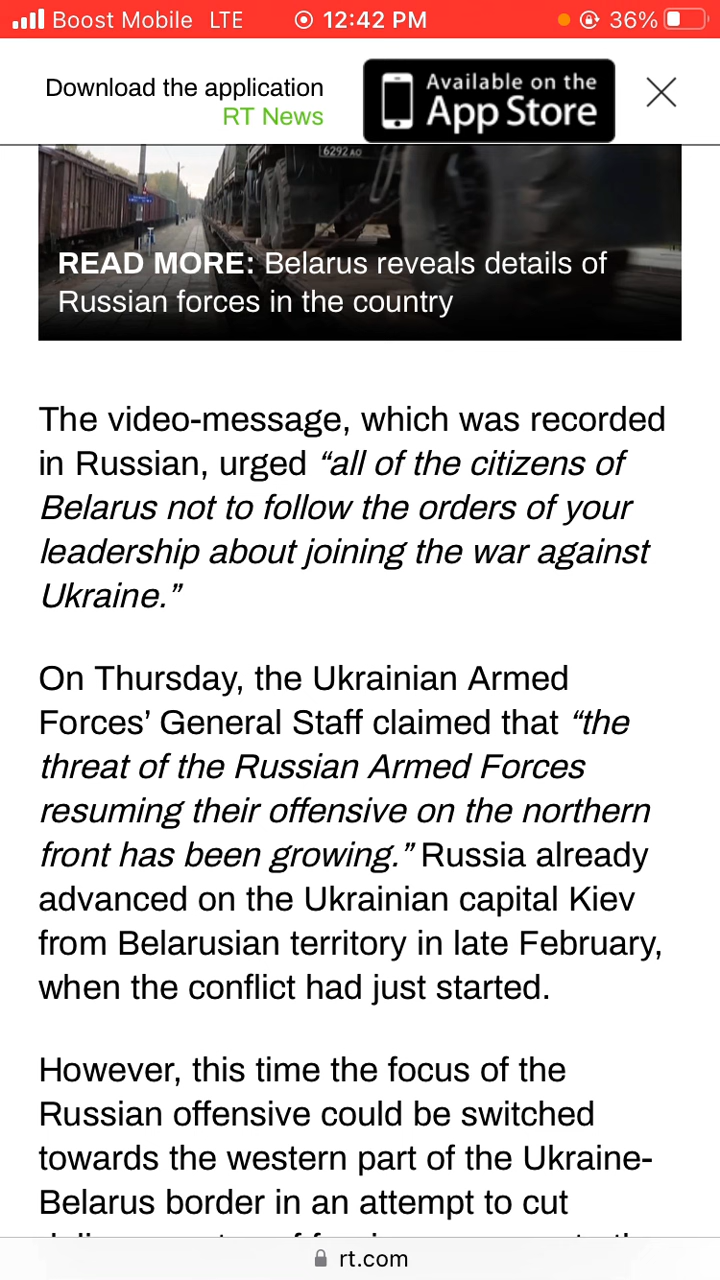 Boost Mobile LTE 12:42 PM 36%
Download the application
RT News
Available on the
App Store
6292 AO
READ MORE: Belarus reveals details of
Russian forces in the country
The video-message, which was recorded
in Russian, urged “all of the citizens of
Belarus not to follow the orders of your
leadership about joining the war against
Ukraine.”
On Thursday, the Ukrainian Armed
Forces’ General Staff claimed that “the
threat of the Russian Armed Forces
resuming their offensive on the northern
front has been growing.” Russia already
advanced on the Ukrainian capital Kiev
from Belarusian territory in late February,
when the conflict had just started.
However, this time the focus of the
Russian offensive could be switched
towards the western part of the Ukraine-
Belarus border in an attempt to cut
rt.com